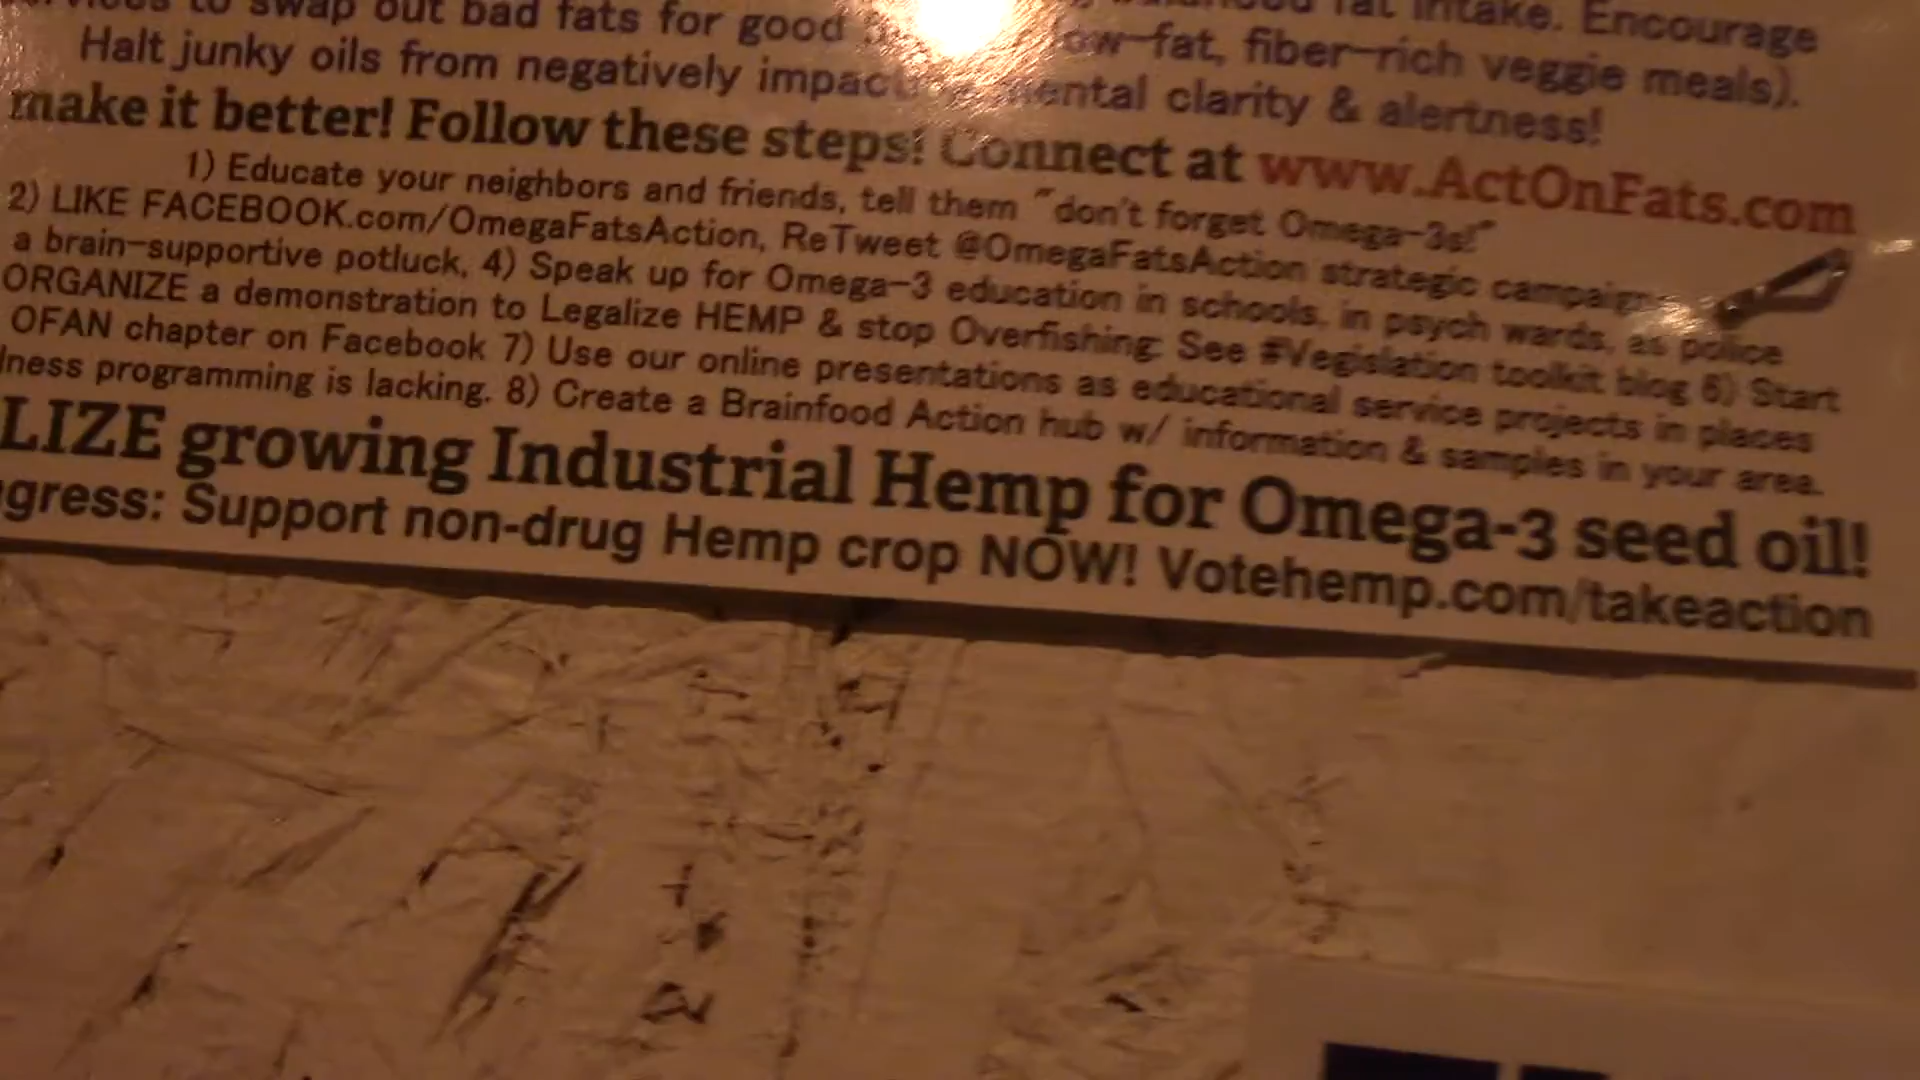 to swap out bad fats for good fat intake. Encourage
Halt junky oils from negatively low-fat, fiber-rich veggie meals).
mental clarity & alertness!
make it better! Follow these steps! Connect at www.ActOnFats.com
1) Educate your neighbors and friends, tell them "don't forget Omega-3s!"
2) LIKE FACEBOOK.com/OmegaFatsAction, ReTweet @OmegaFatsAction strategic
a brain-supportive potluck, 4) Speak up for Omega-3 education in schools, in psych wards, as police
ORGANIZE a demonstration to Legalize HEMP & stop Overfishing: See #Vegislation toolkit blog 6) Start
OFAN chapter on Facebook 7) Use our online presentations as educational service projects in places
lness programming is lacking. 8) Create a Brainfood Action hub w/ information & samples in your area.
LIZE growing Industrial Hemp for Omega-3 seed oil!
gress: Support non-drug Hemp crop NOW! Votehemp.com/takeaction